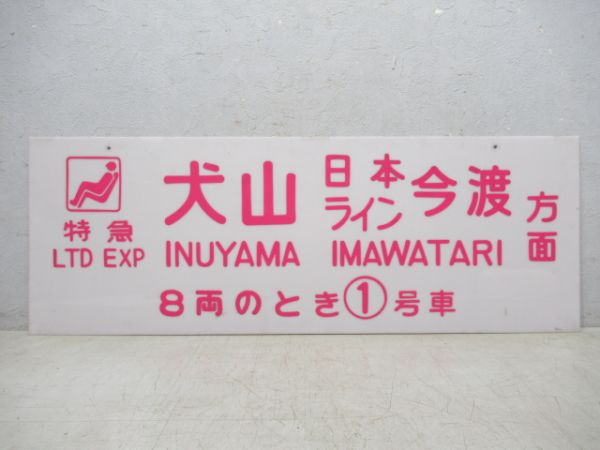 特急 犬山 日本ライン今渡 方面
LTD EXP INUYAMA IMAWATARI
8両のとき①号車